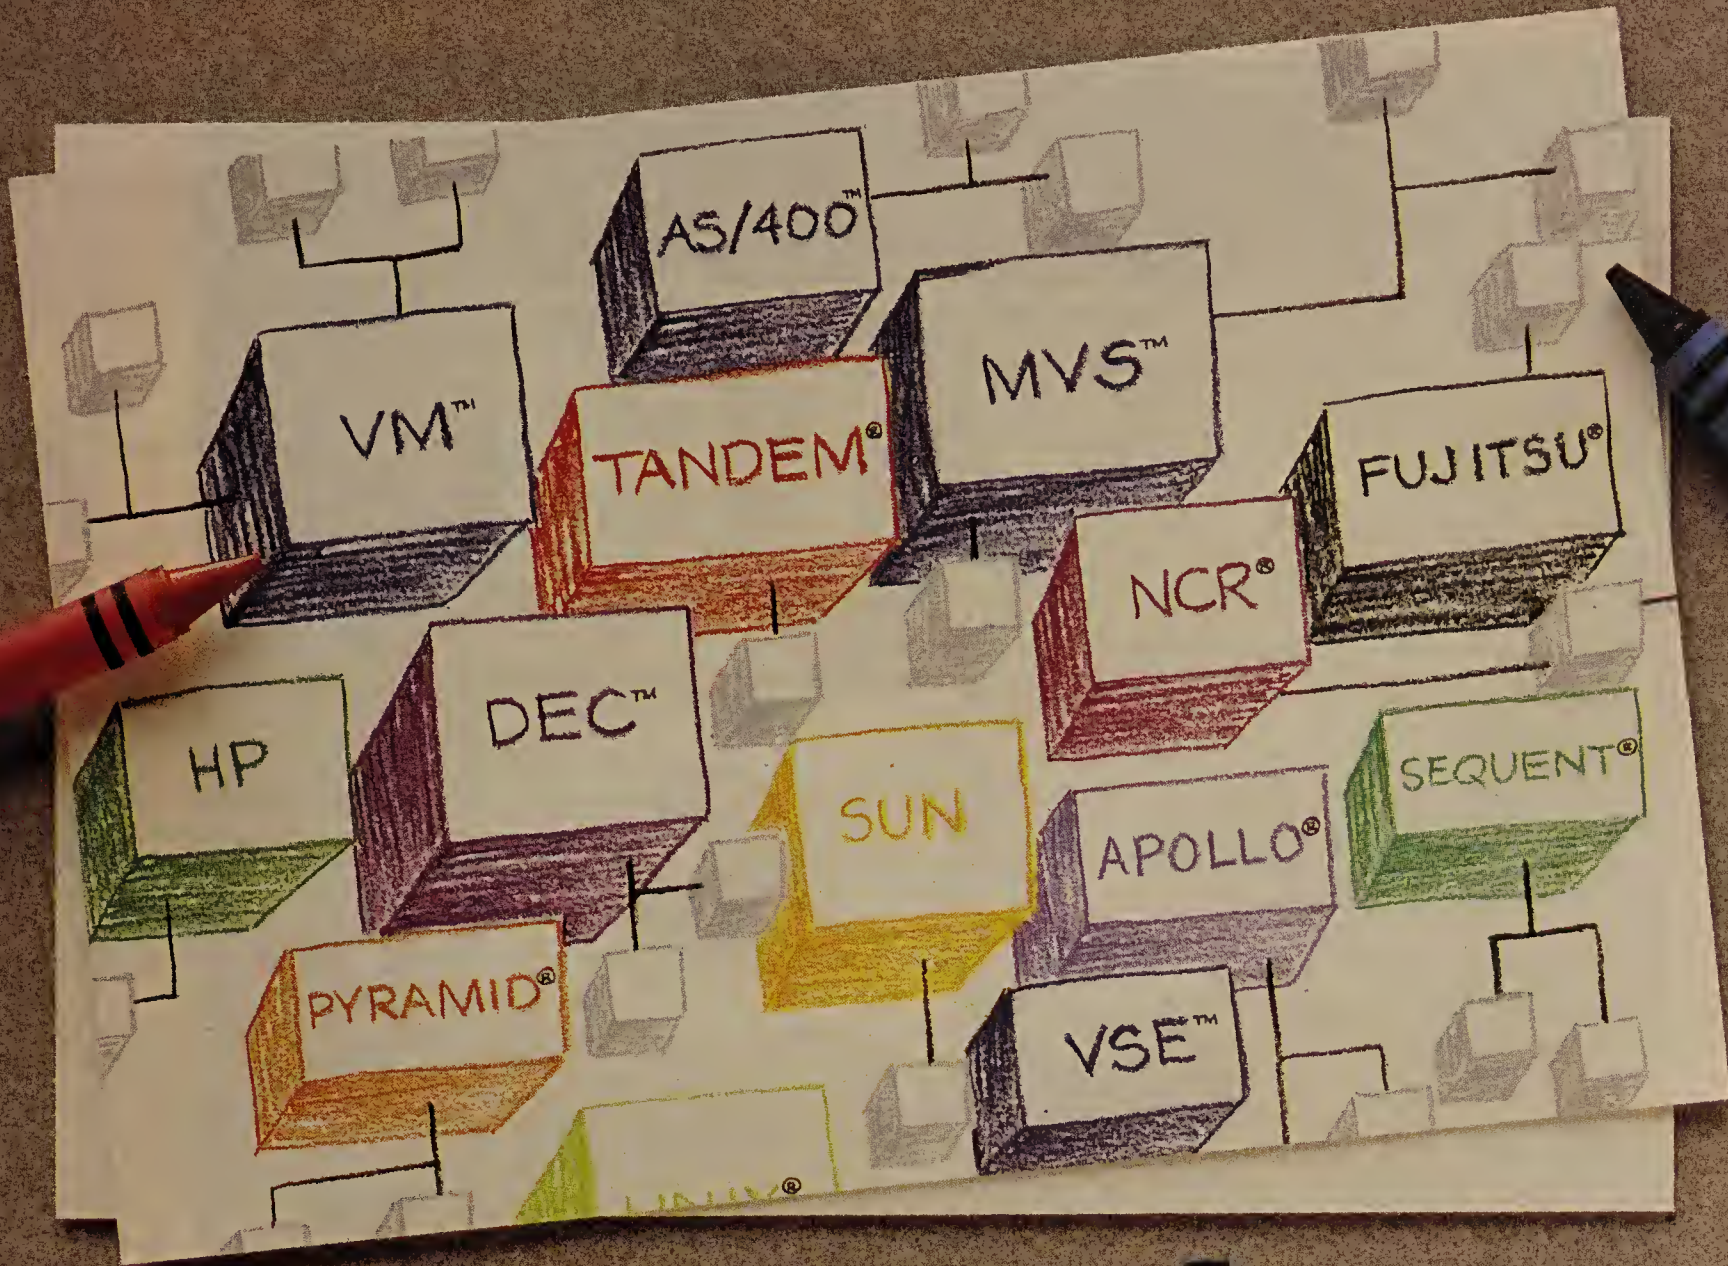 AS/400™
MVS™
VM™
TANDEM®
FUJITSU®
NCR®
DEC™
HP
SUN
SEQUENT®
APOLLO®
PYRAMID®
VSE™